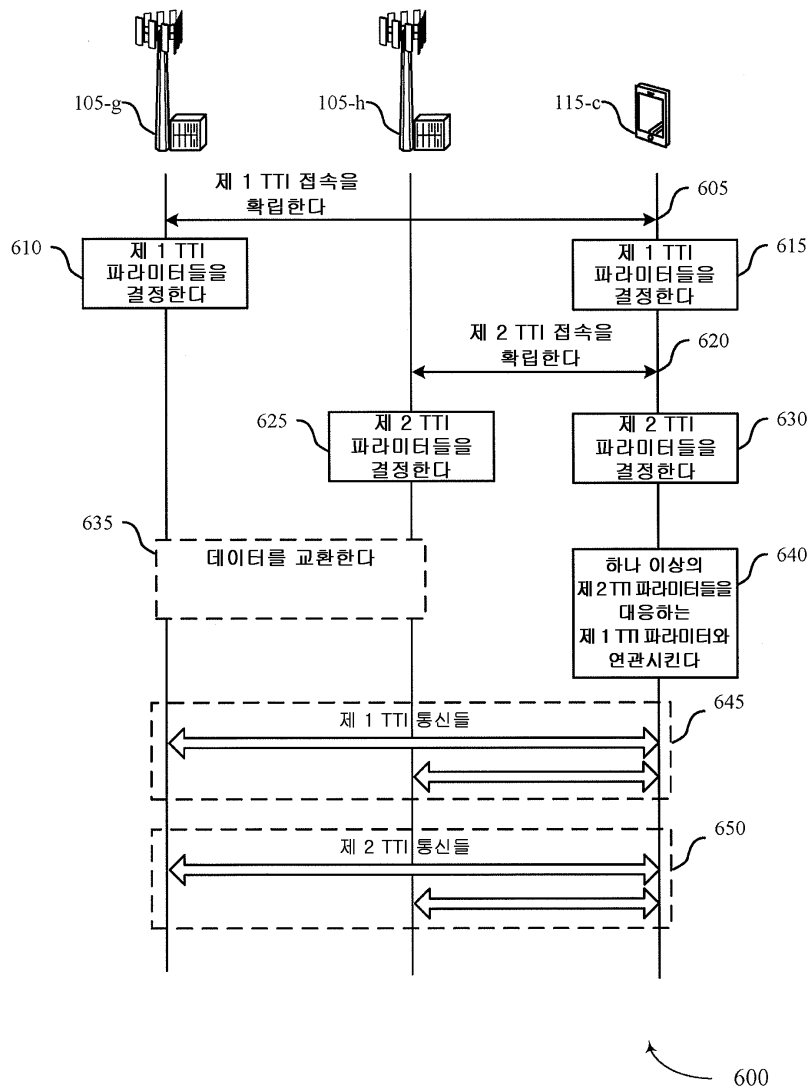 105-g
105-h
115-c
제 1 TTI 접속을
확립한다
605
610
제 1 TTI
파라미터들을
결정한다
제 1 TTI
파라미터들을
결정한다
615
제 2 TTI 접속을
확립한다
620
625
제 2 TTI
파라미터들을
결정한다
제 2 TTI
파라미터들을
결정한다
630
635
데이터를 교환한다
하나 이상의
제 2 TTI 파라미터들을
대응하는
제 1 TTI 파라미터와
연관시킨다
640
제 1 TTI 통신들
645
제 2 TTI 통신들
650
600